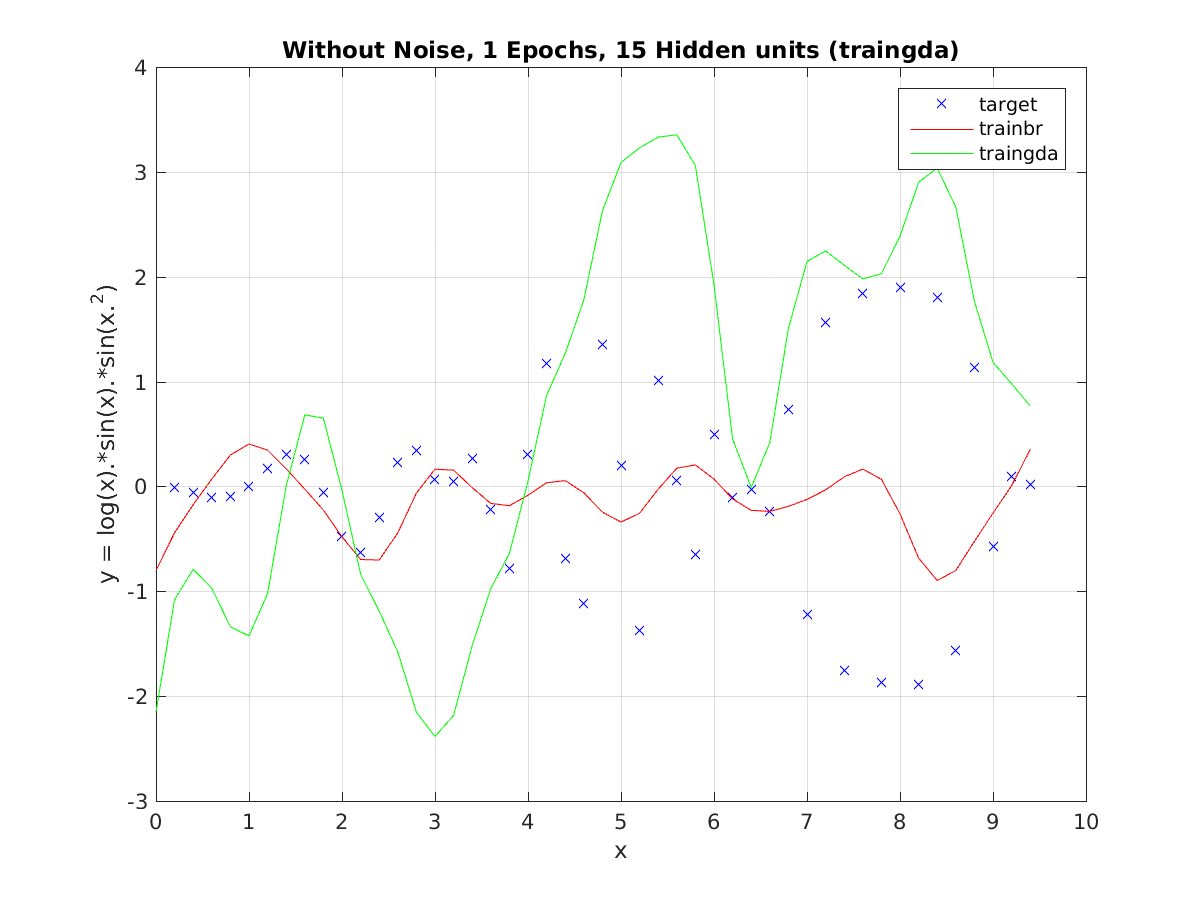 Without Noise, 1 Epochs, 15 Hidden units (traingda)
target
trainbr
traingda
y = log(x).*sin(x).*sin(x.²)
4
3
2
1
0
-1
-2
-3
0 1 2 3 4 5 6 7 8 9 10
x